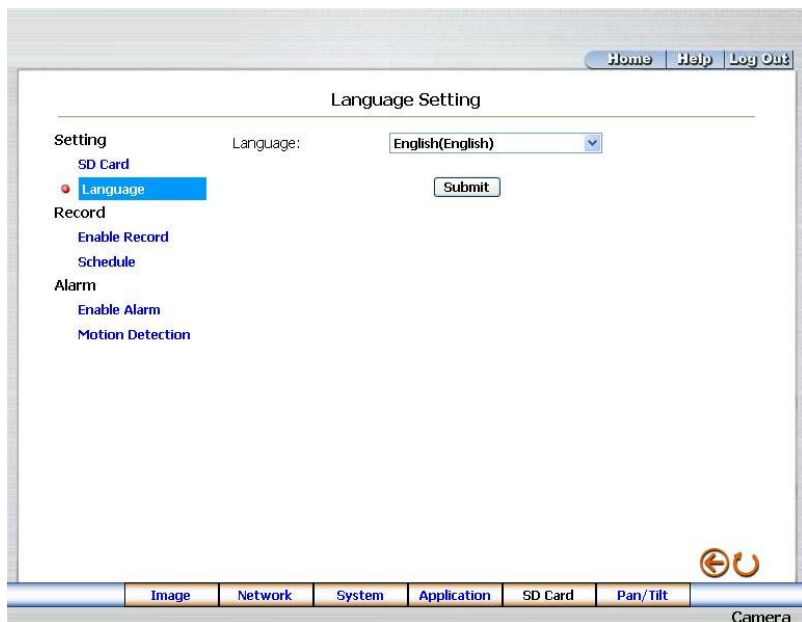 Home Help Log Out
Language Setting
Setting
SD Card
Language
Record
Enable Record
Schedule
Alarm
Enable Alarm
Motion Detection
Language: English(English)
Submit
Image Network System Application SD Card Pan/Tilt
Camera